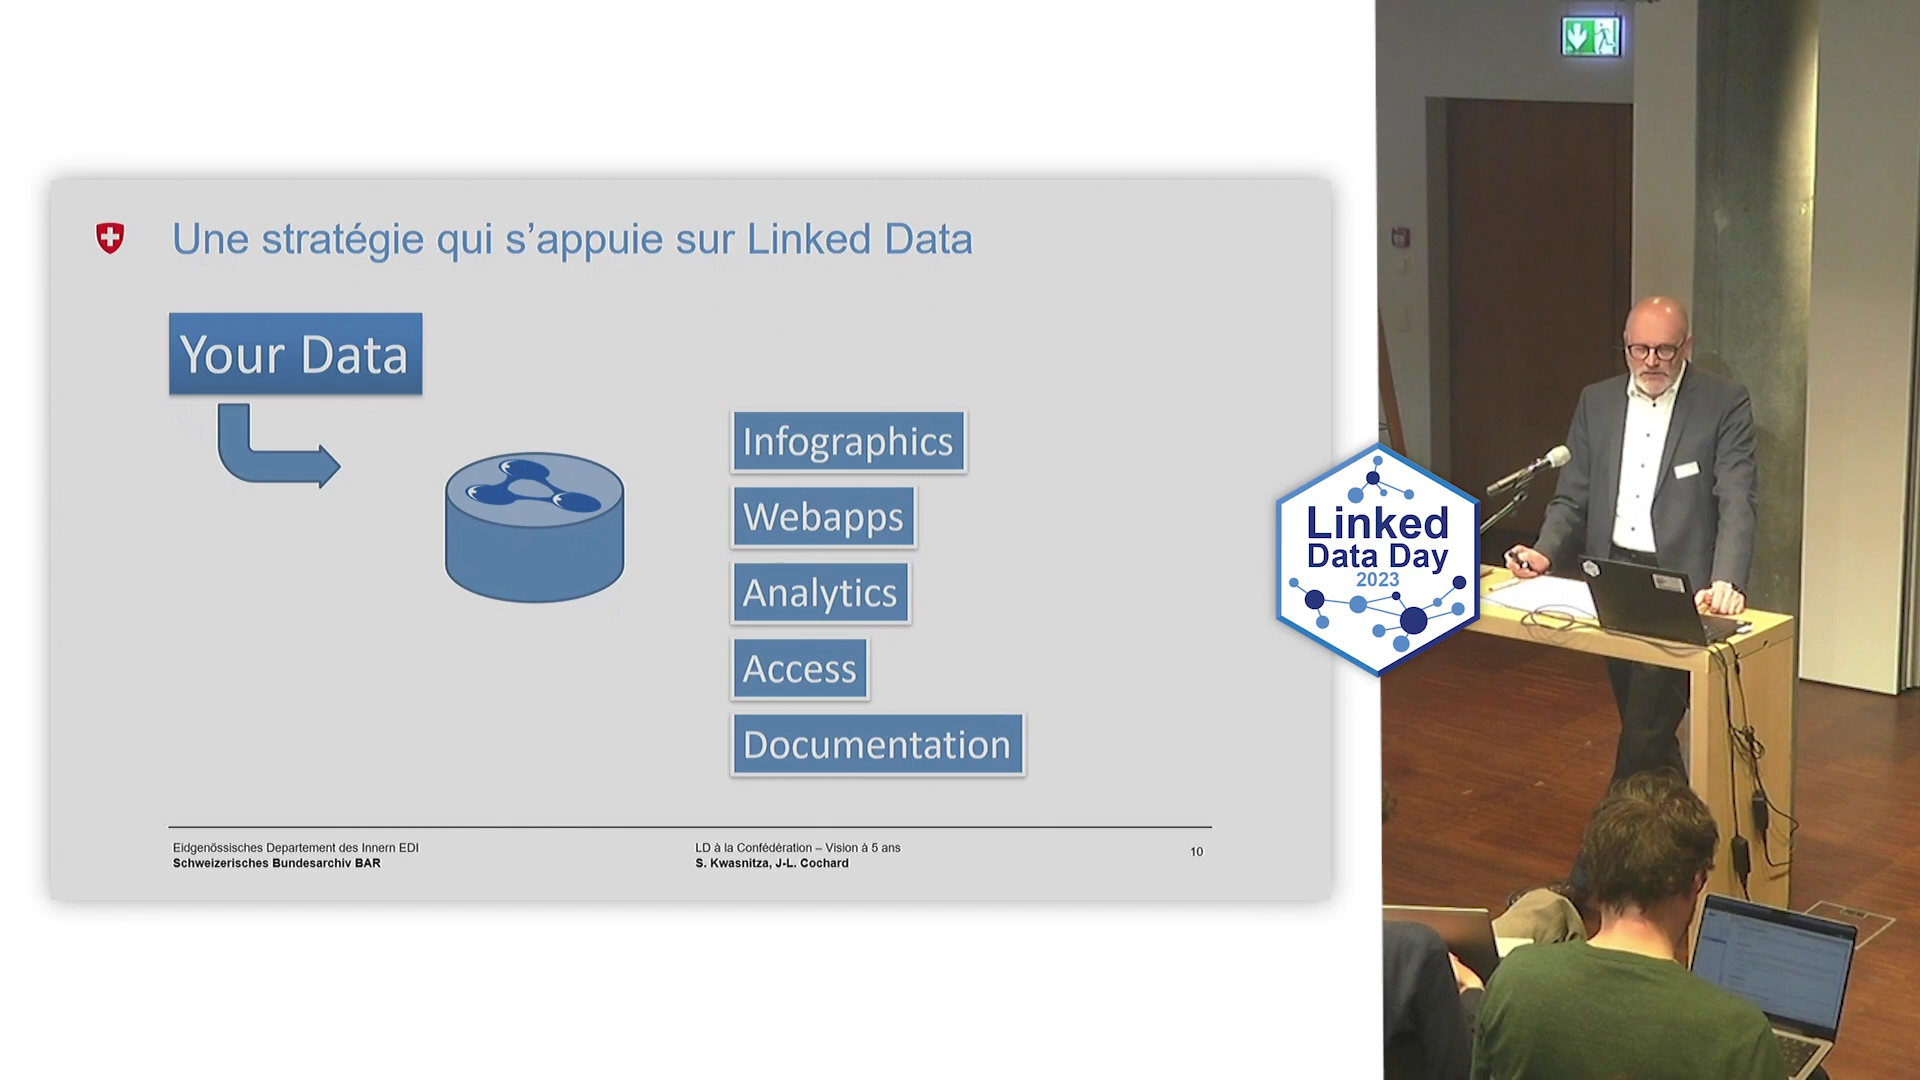 Une stratégie qui s’appuie sur Linked Data
Your Data
Infographics
Webapps
Analytics
Access
Documentation
Eidgenössisches Departement des Innern EDI
Schweizerisches Bundesarchiv BAR
LD à la Confédération – Vision à 5 ans
S. Kwasnitza, J-L. Cochard
10
Linked
Data Day
2023